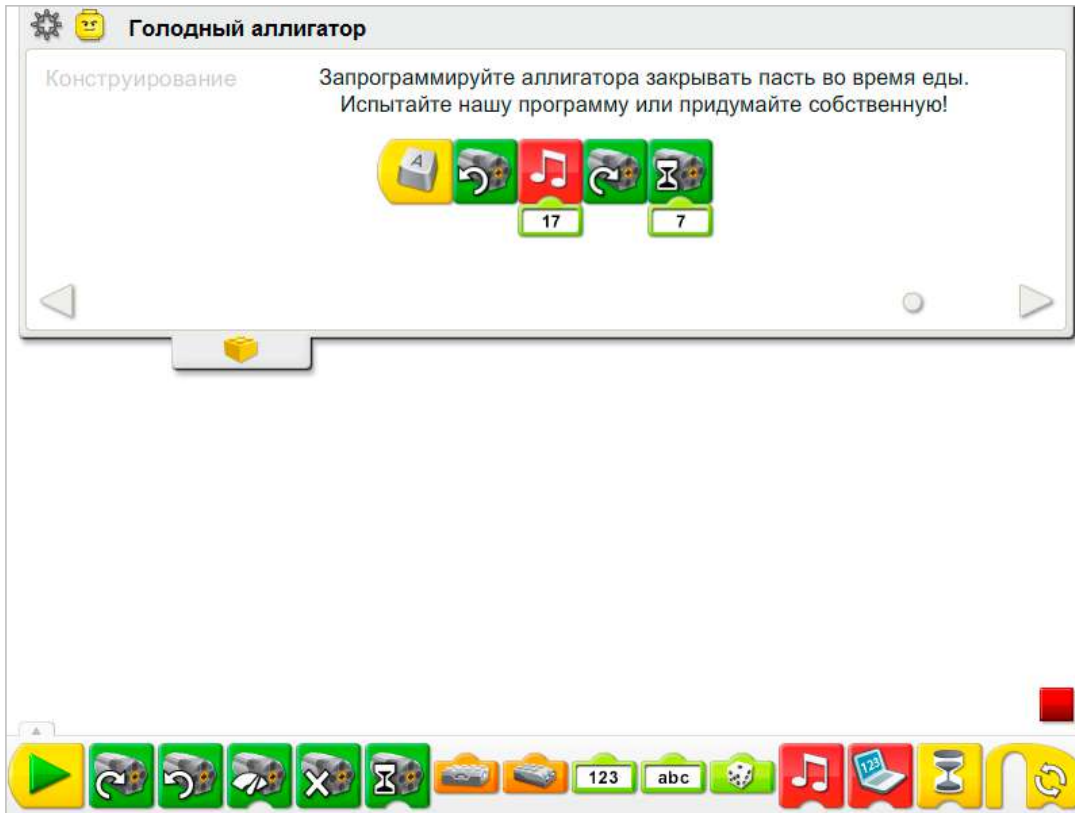 Голодный аллигатор
Конструирование
Запрограммируйте аллигатора закрывать пасть во время еды.
Испытайте нашу программу или придумайте собственную!
A
17
7
123
abc
123